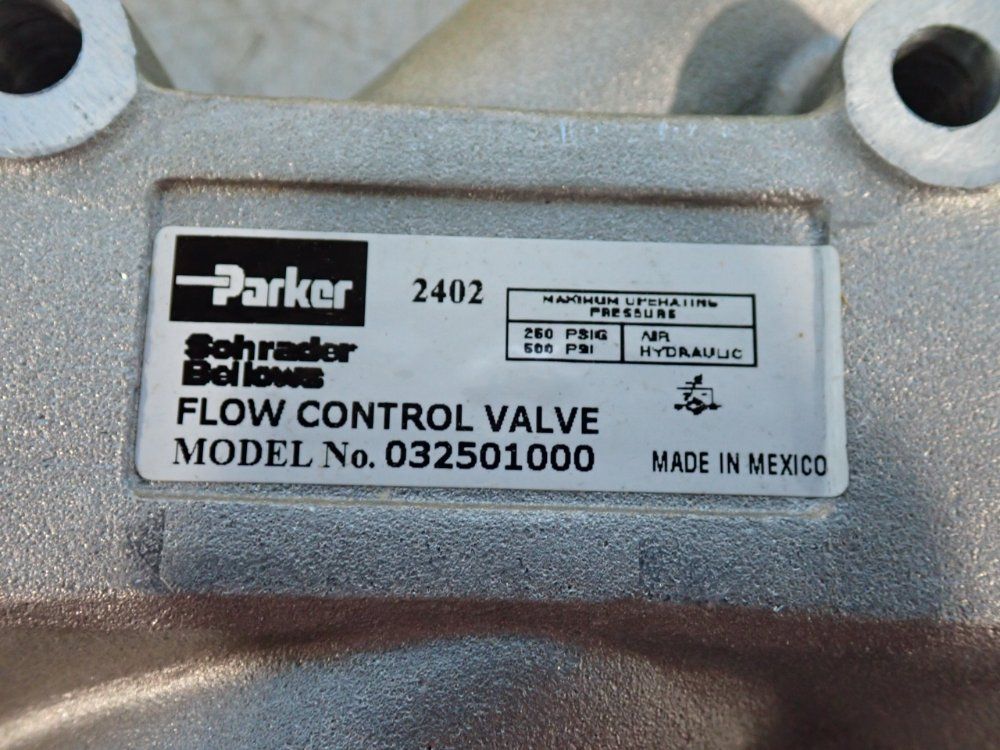 Parker
2402
MAXIMUM OPERATING
PRESSURE
250 PSIG AIR
500 PSI HYDRAULIC
Schrader
Bellows
FLOW CONTROL VALVE
MODEL No. 032501000
MADE IN MEXICO